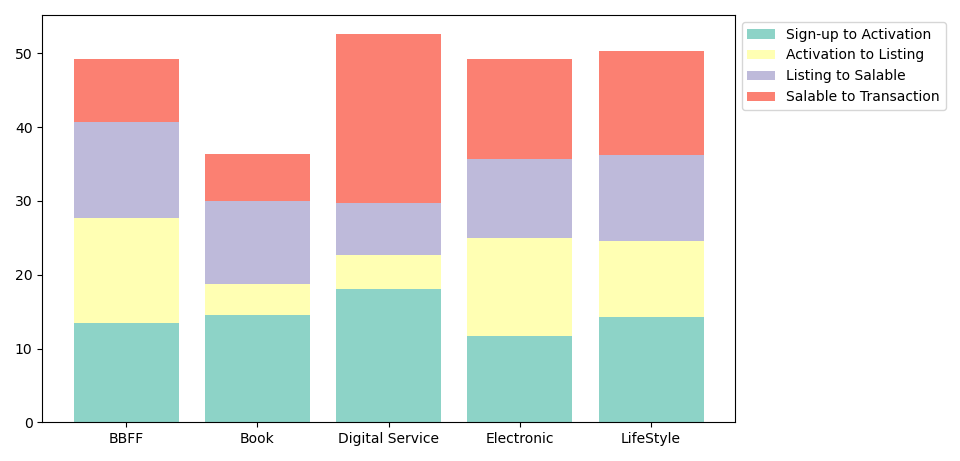 Sign-up to Activation
Activation to Listing
Listing to Salable
Salable to Transaction
50
40
30
20
10
0
BBFF Book Digital Service Electronic LifeStyle